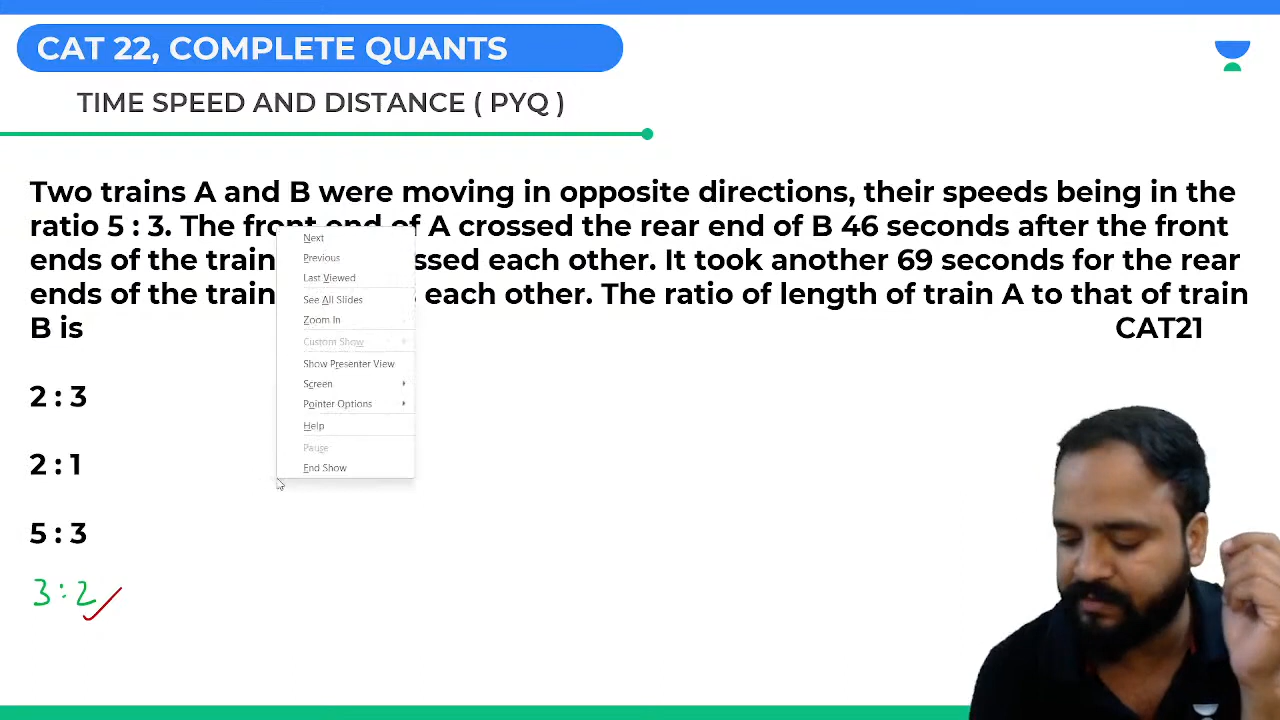 CAT 22, COMPLETE QUANTS
TIME SPEED AND DISTANCE ( PYQ )
Two trains A and B were moving in opposite directions, their speeds being in the
ratio 5 : 3. The front end of A crossed the rear end of B 46 seconds after the front
ends of the train ssed each other. It took another 69 seconds for the rear
ends of the train each other. The ratio of length of train A to that of train
B is CAT21
Next
Previous
Last Viewed
See All Slides
Zoom In
Custom Show
Show Presenter View
Screen
Pointer Options
Help
Pause
End Show
2 : 3
2 : 1
5 : 3
3 : 2